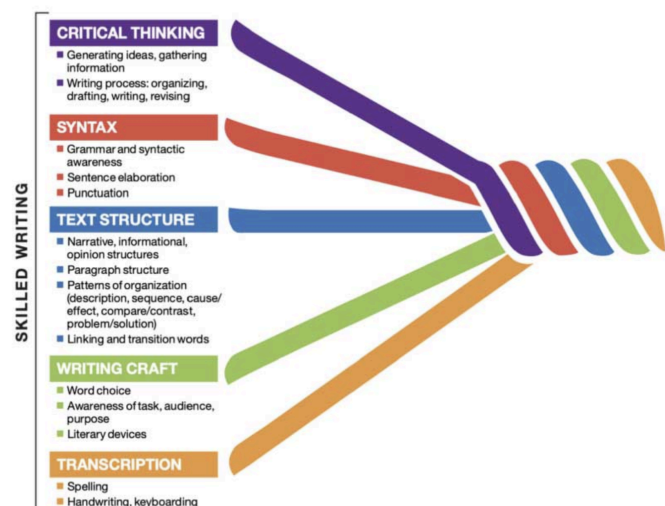 SKILLED WRITING
CRITICAL THINKING
Generating ideas, gathering
information
Writing process: organizing,
drafting, writing, revising
SYNTAX
Grammar and syntactic
awareness
Sentence elaboration
Punctuation
TEXT STRUCTURE
Narrative, informational,
opinion structures
Paragraph structure
Patterns of organization
(description, sequence, cause/
effect, compare/contrast,
problem/solution)
Linking and transition words
WRITING CRAFT
Word choice
Awareness of task, audience,
purpose
Literary devices
TRANSCRIPTION
Spelling
Handwriting, keyboarding